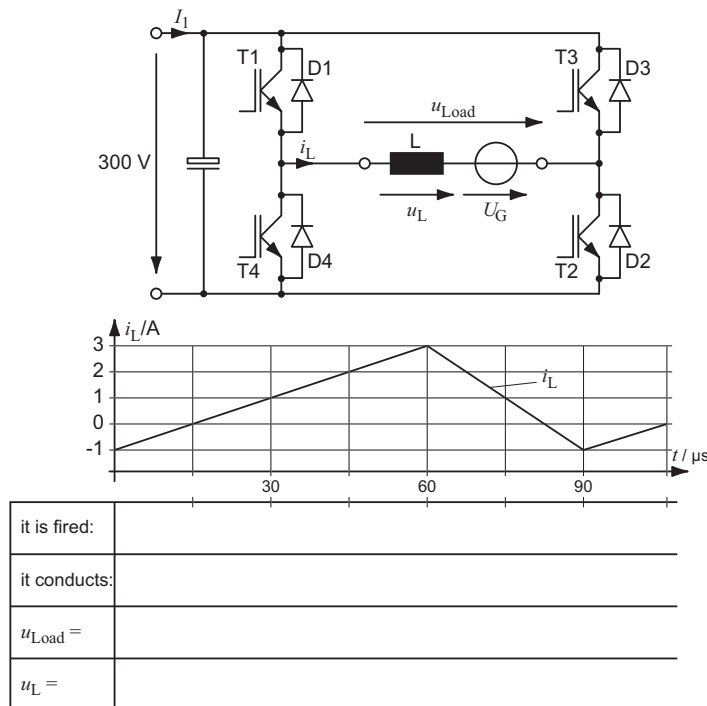 I1
T1
D1
T3
D3
uLoad
L
iL
300 V
uL
UG
T4
D4
T2
D2
iL/A
3
2
1
0
-1
iL
t / µs
30
60
90
it is fired:
it conducts:
uLoad =
uL =